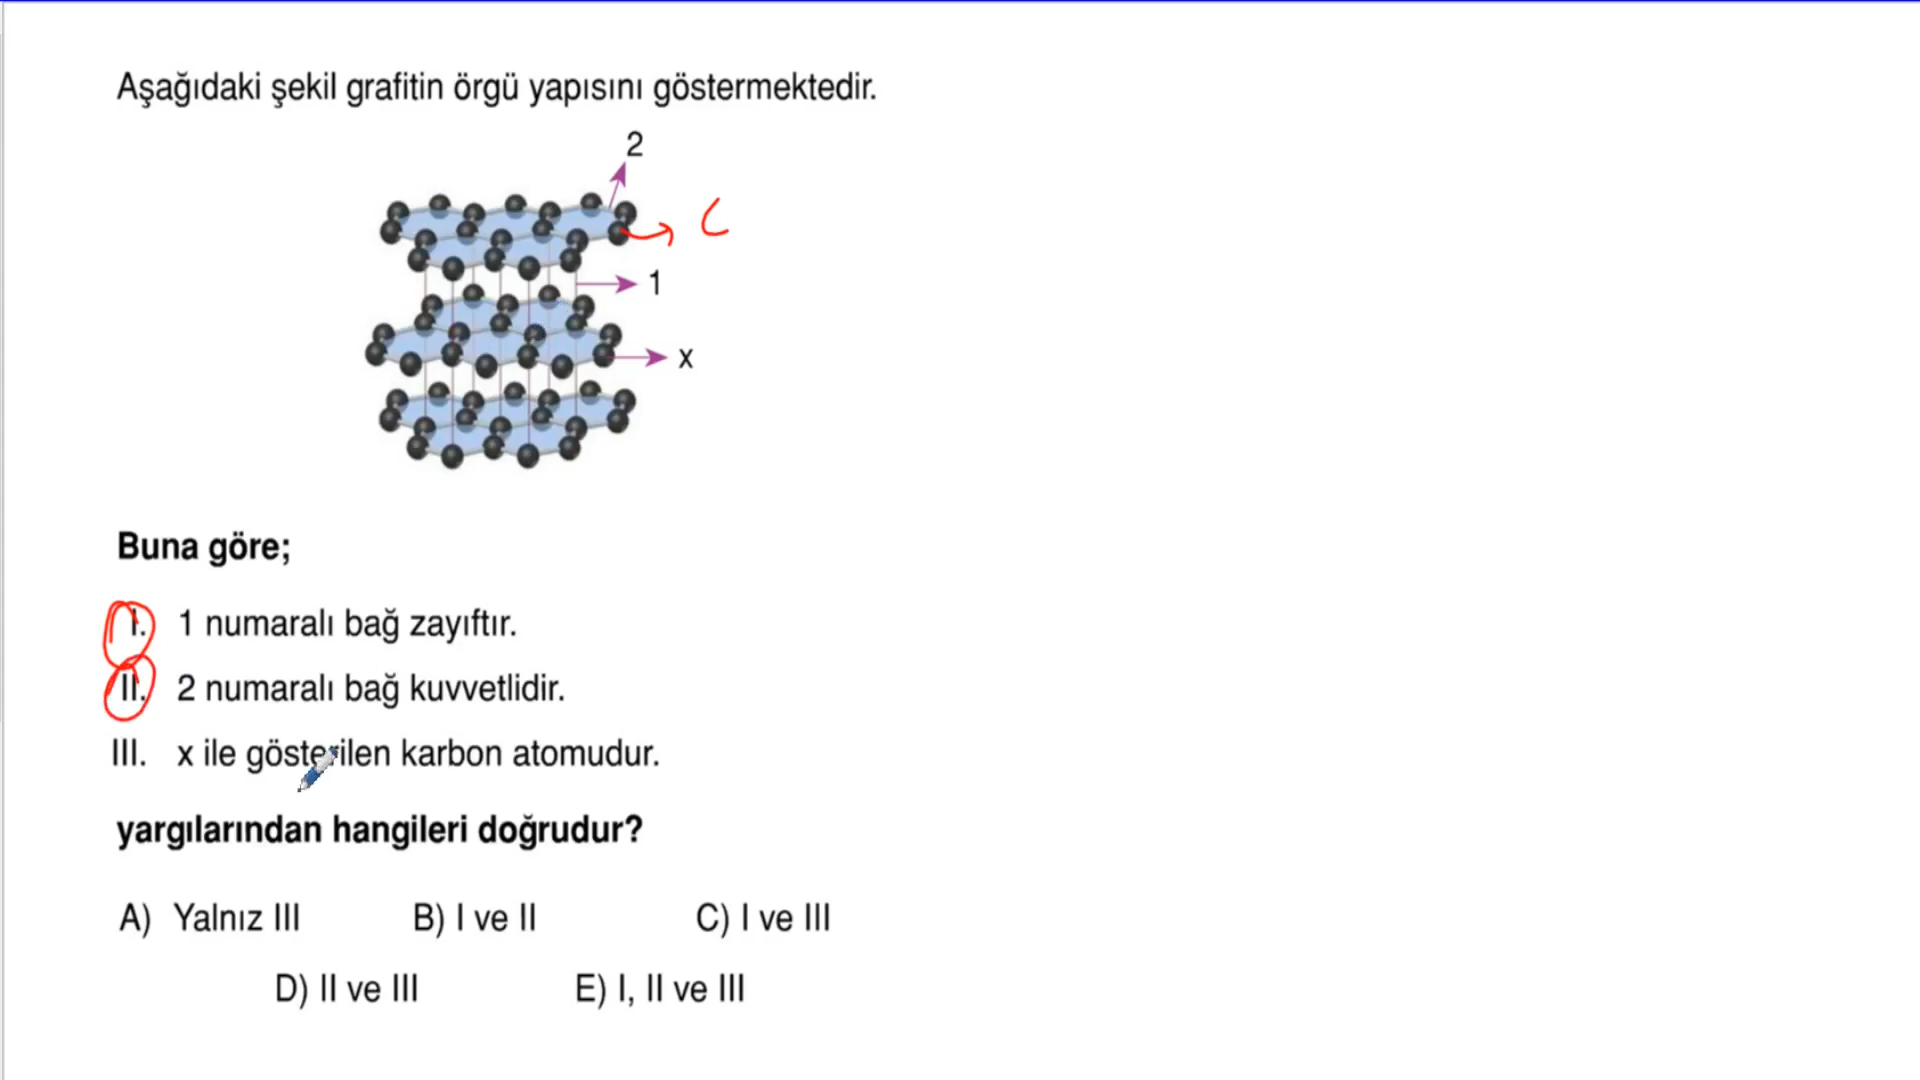 Aşağıdaki şekil grafitin örgü yapısını göstermektedir.
2
C
1
x
Buna göre;
I. 1 numaralı bağ zayıftır.
II. 2 numaralı bağ kuvvetlidir.
III. x ile gösterilen karbon atomudur.
yargılarından hangileri doğrudur?
A) Yalnız III B) I ve II C) I ve III
D) II ve III E) I, II ve III